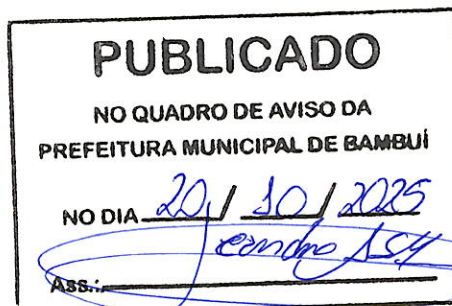 PUBLICADO
NO QUADRO DE AVISO DA
PREFEITURA MUNICIPAL DE BAMBUÍ
NO DIA 20 / 10 / 2025
Ass.: